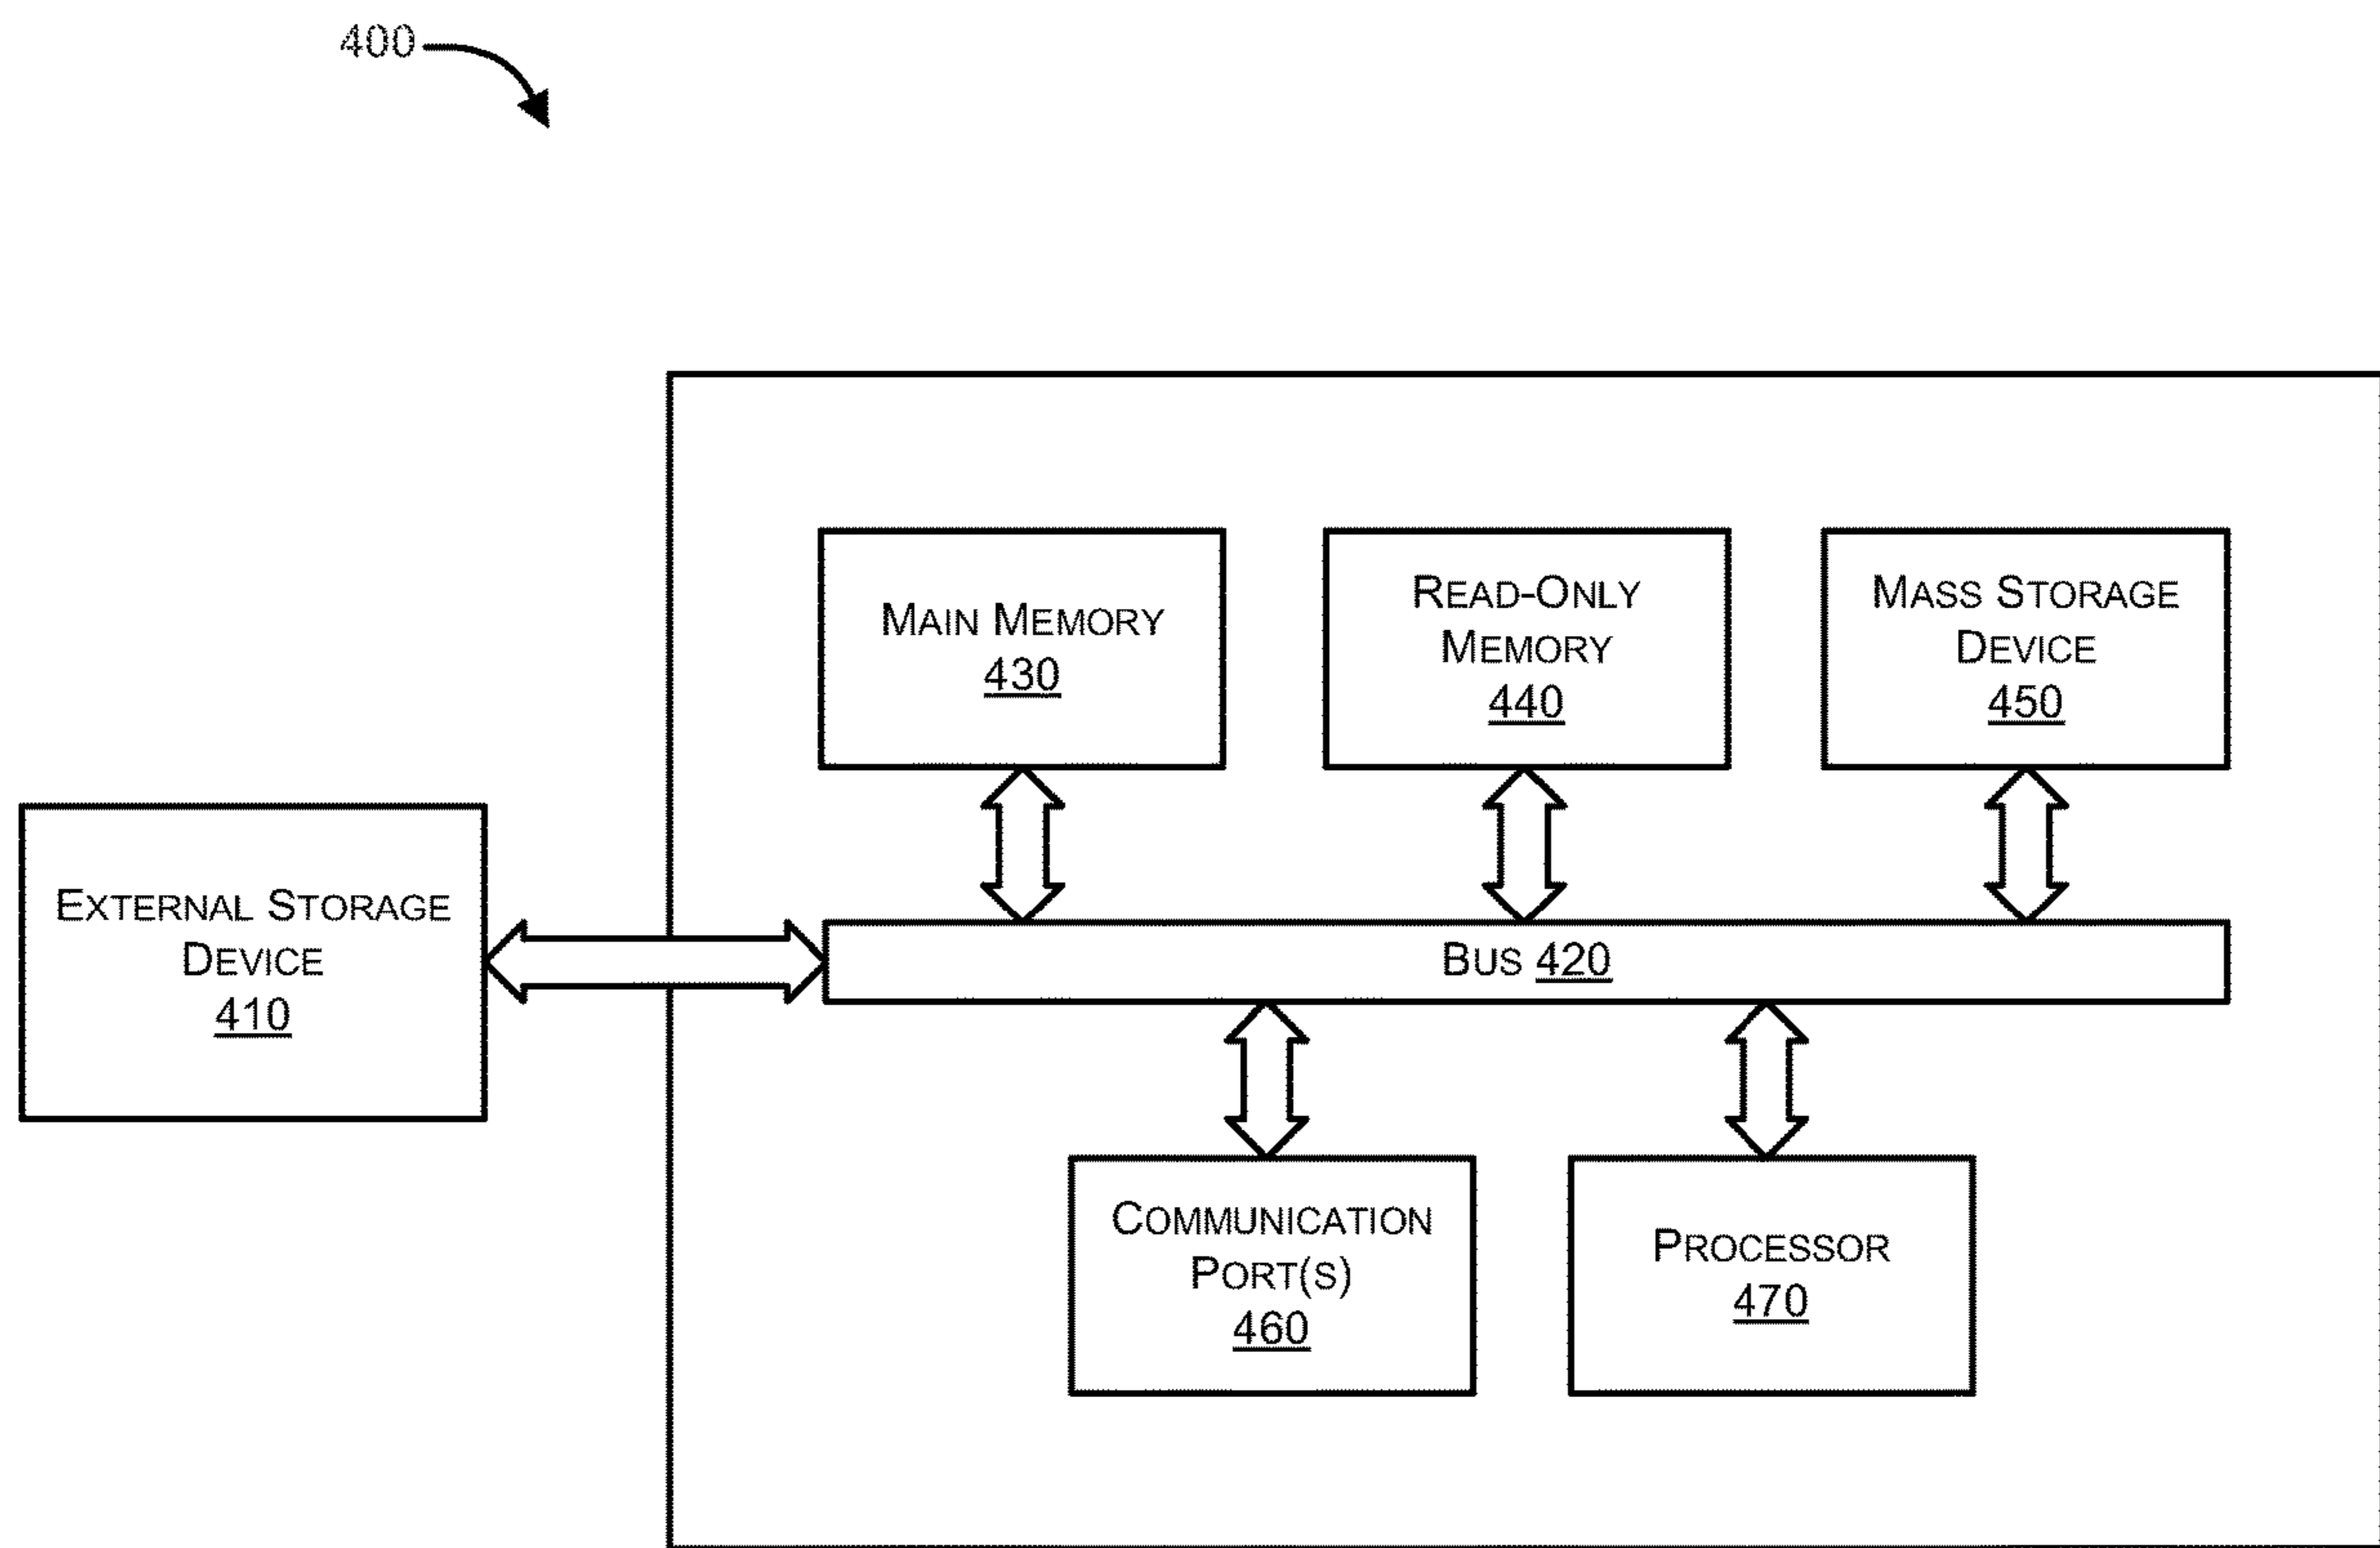 400
MAIN MEMORY
430
READ-ONLY
MEMORY
440
MASS STORAGE
DEVICE
450
EXTERNAL STORAGE
DEVICE
410
BUS 420
COMMUNICATION
PORT(S)
460
PROCESSOR
470